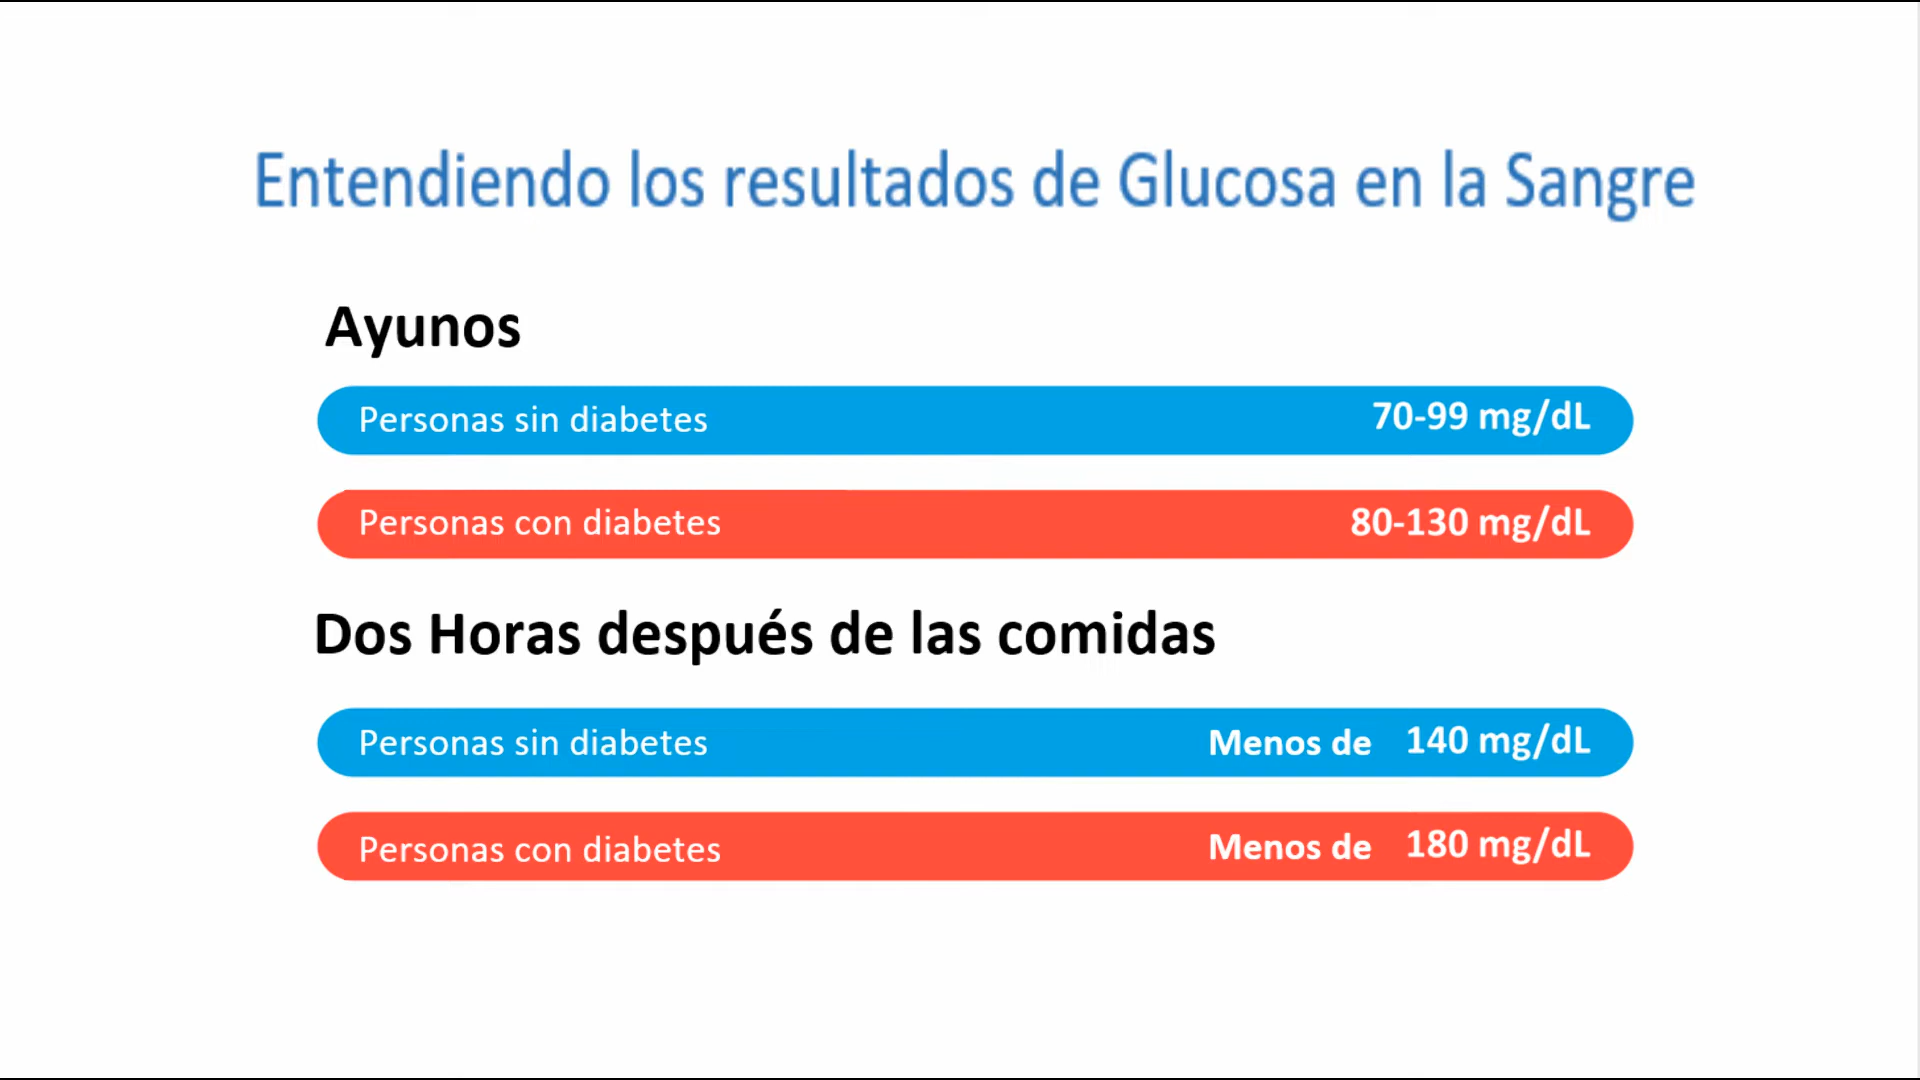 Entendiendo los resultados de Glucosa en la Sangre
Ayunos
Personas sin diabetes 70-99 mg/dL
Personas con diabetes 80-130 mg/dL
Dos Horas después de las comidas
Personas sin diabetes Menos de 140 mg/dL
Personas con diabetes Menos de 180 mg/dL